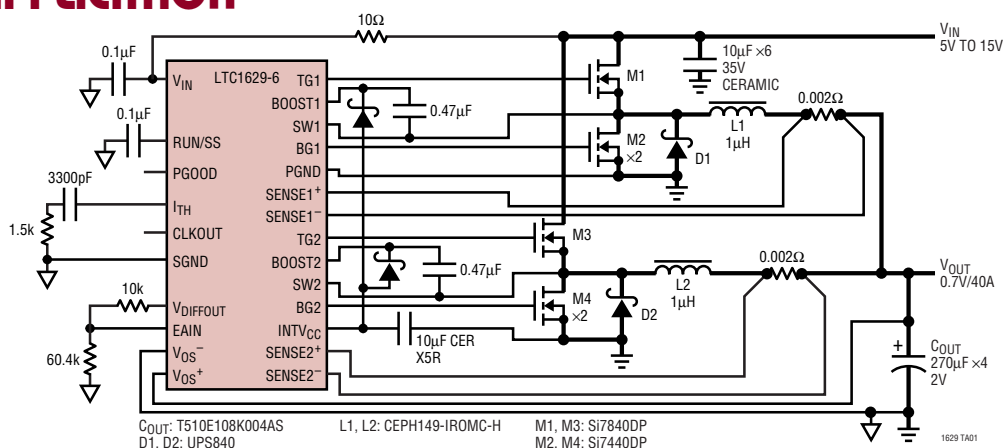 10Ω
0.1µF
VIN
5V TO 15V
10µF ×6
35V
CERAMIC
LTC1629-6
VIN
TG1
M1
BOOST1
0.47µF
0.1µF
SW1
0.002Ω
RUN/SS
BG1
M2
×2
D1
L1
1µH
PGOOD
PGND
3300pF
SENSE1+
ITH
SENSE1–
1.5k
CLKOUT
TG2
M3
SGND
BOOST2
0.47µF
0.002Ω
VOUT
0.7V/40A
SW2
10k
VDIFFOUT
BG2
M4
×2
D2
L2
1µH
EAIN
INTVCC
10µF CER
X5R
60.4k
VOS–
SENSE2+
+
COUT
270µF ×4
2V
VOS+
SENSE2–
COUT: T510E108K004AS
D1, D2: UPS840
L1, L2: CEPH149-IROMC-H
M1, M3: Si7840DP
M2, M4: Si7440DP
1629 TA01